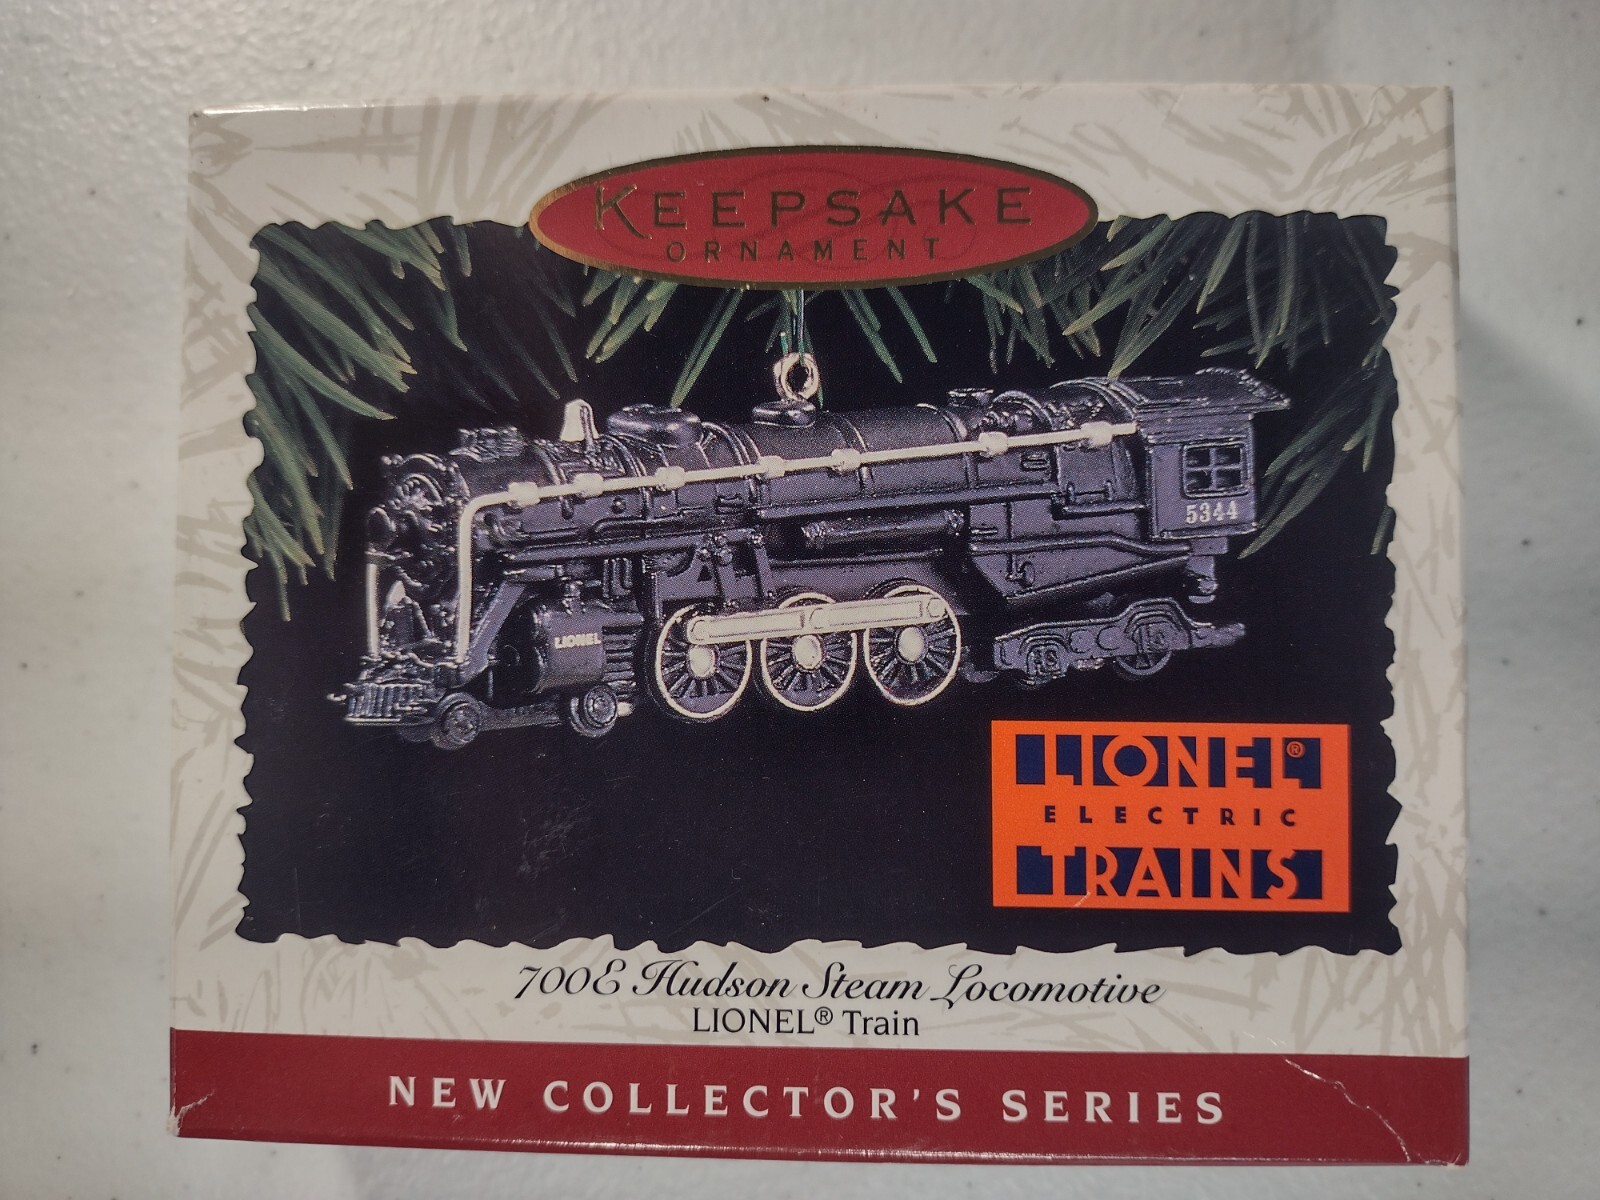 KEEPSAKE
ORNAMENT
5344
LIONEL
LIONEL®
ELECTRIC
TRAINS
700E Hudson Steam Locomotive
LIONEL® Train
NEW COLLECTOR'S SERIES